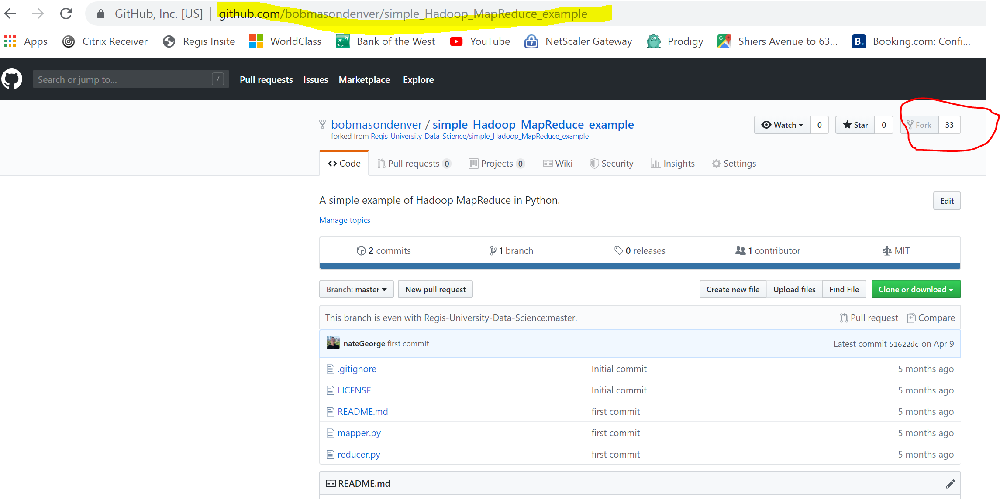 GitHub, Inc. [US] github.com/bobmasondenver/simple_Hadoop_MapReduce_example
Apps Citrix Receiver Regis Insite WorldClass Bank of the West YouTube NetScaler Gateway Prodigy Shiers Avenue to 63... B. Booking.com: Confi...
Search or jump to... / Pull requests Issues Marketplace Explore
bobmasondenver / simple_Hadoop_MapReduce_example Watch 0 Star 0 Fork 33
forked from Regis-University-Data-Science/simple_Hadoop_MapReduce_example
Code Pull requests 0 Projects 0 Wiki Security Insights Settings
A simple example of Hadoop MapReduce in Python. Edit
Manage topics
2 commits 1 branch 0 releases 1 contributor MIT
Branch: master New pull request Create new file Upload files Find File Clone or download
This branch is even with Regis-University-Data-Science:master. Pull request Compare
nateGeorge first commit Latest commit 51622dc on Apr 9
.gitignore Initial commit 5 months ago
LICENSE Initial commit 5 months ago
README.md first commit 5 months ago
mapper.py first commit 5 months ago
reducer.py first commit 5 months ago
README.md